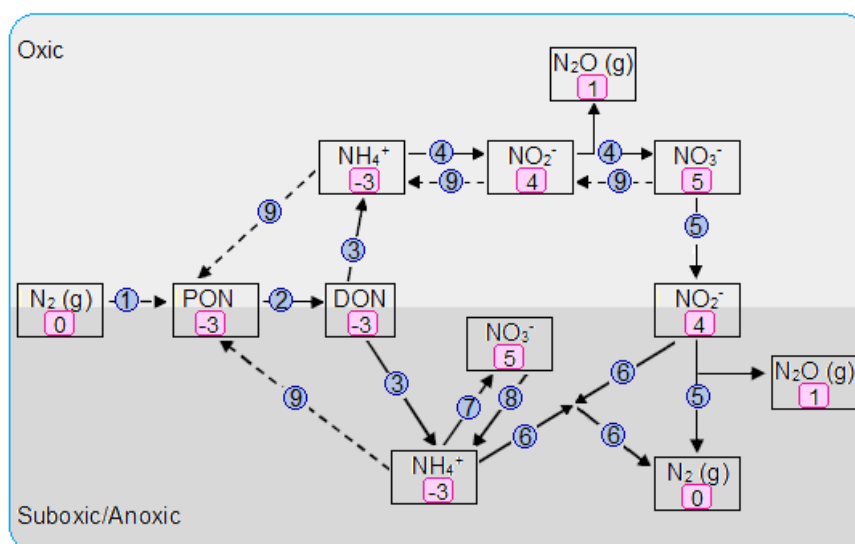 Oxic
N₂O (g)
1
NH₄⁺
-3
4
NO₂⁻
4
4
NO₃⁻
5
9
9
9
5
3
N₂ (g)
0
1
PON
-3
2
DON
-3
NO₂⁻
4
NO₃⁻
5
6
N₂O (g)
1
3
9
7
8
5
6
6
NH₄⁺
-3
N₂ (g)
0
Suboxic/Anoxic